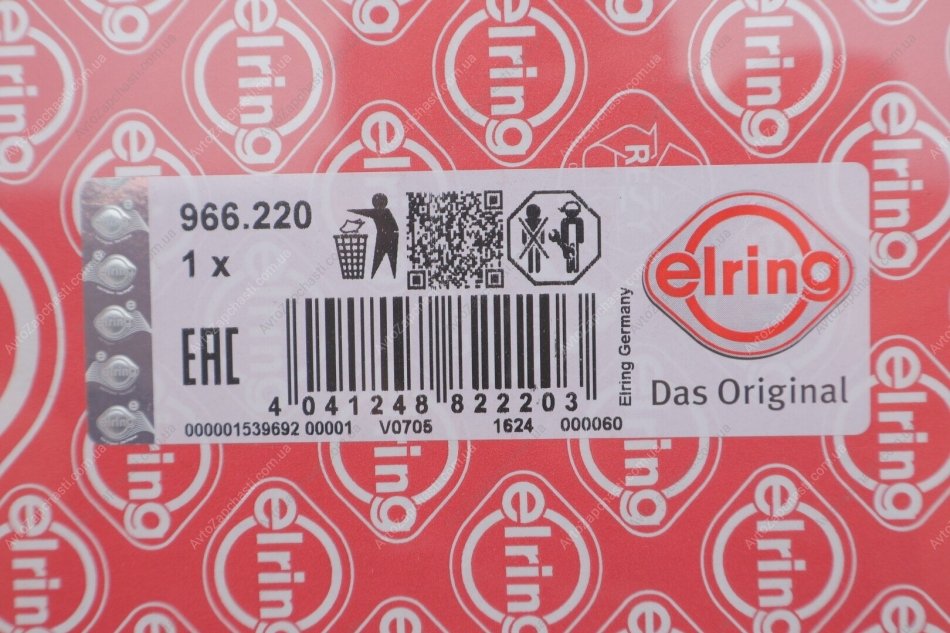 966.220
1 x
EAC
4 041248 822203
000001539692 00001 V0705 1624 000060
Elring Germany
elring
Das Original